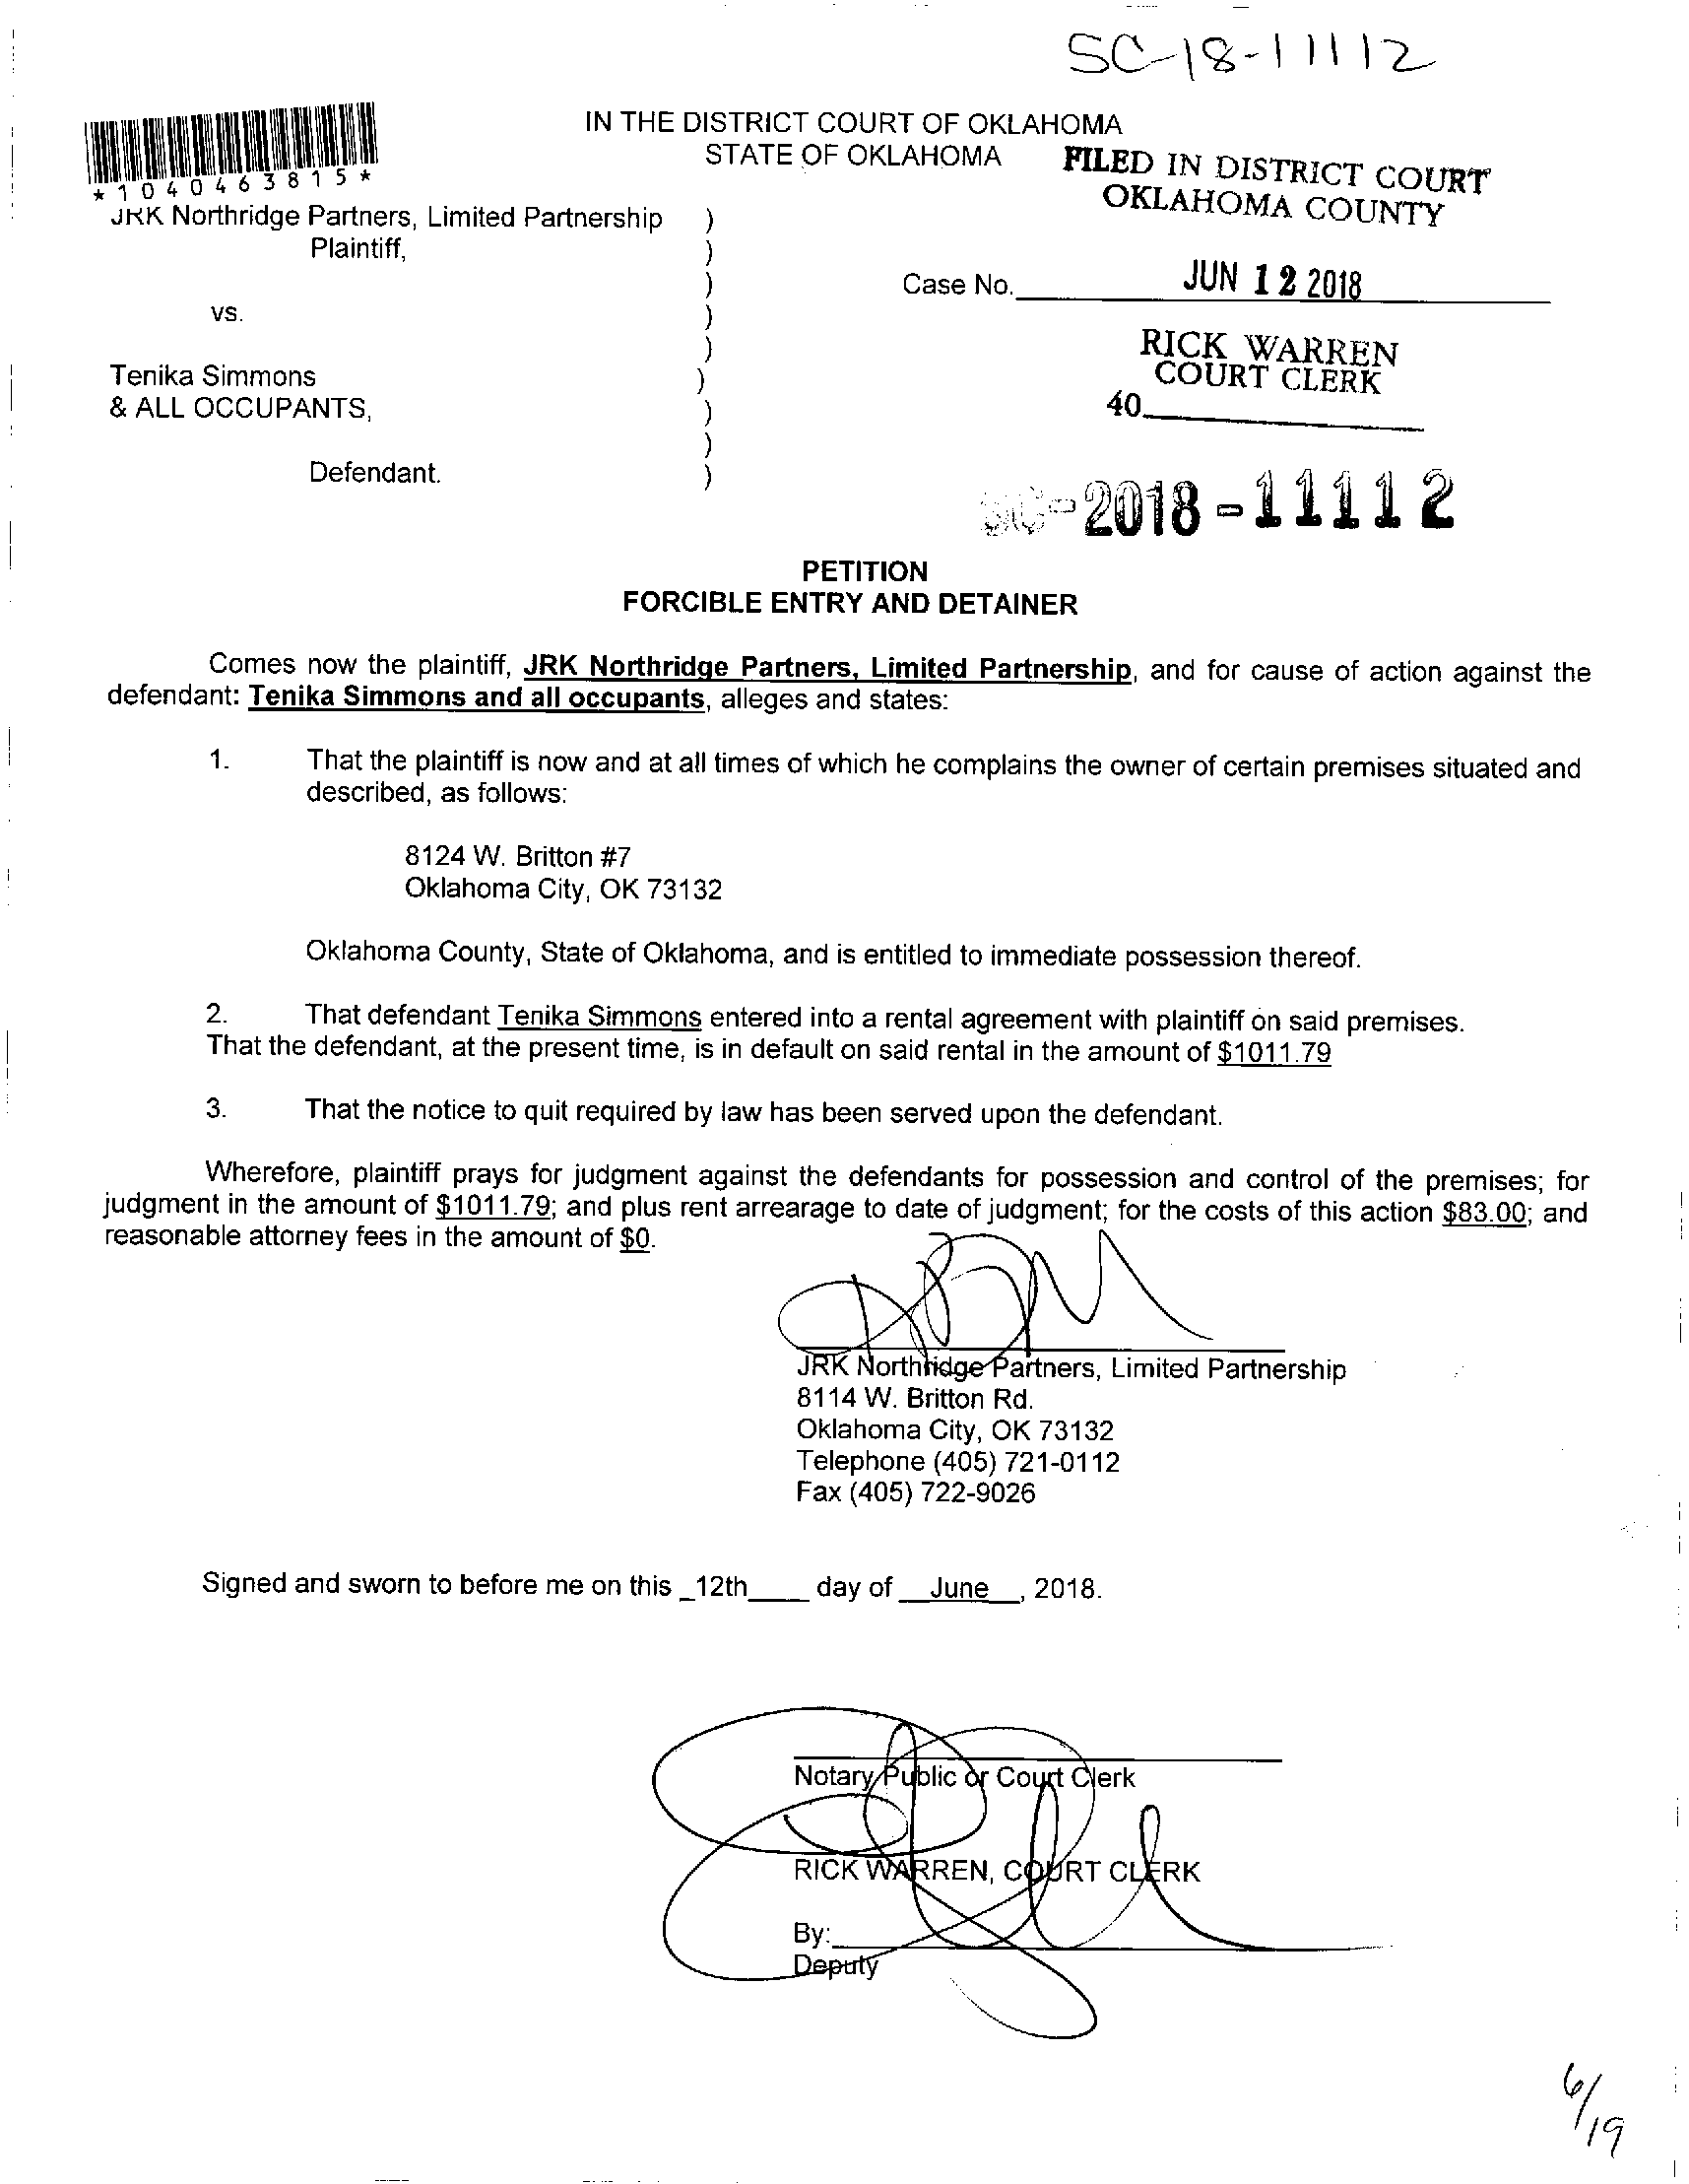 SC-18-11112
*1040463815*
IN THE DISTRICT COURT OF OKLAHOMA
STATE OF OKLAHOMA
FILED IN DISTRICT COURT
OKLAHOMA COUNTY
JRK Northridge Partners, Limited Partnership )
Plaintiff, )
)
Case No. JUN 12 2018
vs. )
)
RICK WARREN
COURT CLERK
Tenika Simmons )
& ALL OCCUPANTS, )
40
)
Defendant. )
SC-2018-11112
PETITION
FORCIBLE ENTRY AND DETAINER
Comes now the plaintiff, JRK Northridge Partners, Limited Partnership, and for cause of action against the
defendant: Tenika Simmons and all occupants, alleges and states:
1. That the plaintiff is now and at all times of which he complains the owner of certain premises situated and
described, as follows:
8124 W. Britton #7
Oklahoma City, OK 73132
Oklahoma County, State of Oklahoma, and is entitled to immediate possession thereof.
2. That defendant Tenika Simmons entered into a rental agreement with plaintiff on said premises.
That the defendant, at the present time, is in default on said rental in the amount of $1011.79
3. That the notice to quit required by law has been served upon the defendant.
Wherefore, plaintiff prays for judgment against the defendants for possession and control of the premises; for
judgment in the amount of $1011.79; and plus rent arrearage to date of judgment; for the costs of this action $83.00; and
reasonable attorney fees in the amount of $0.
JRK Northridge Partners, Limited Partnership
8114 W. Britton Rd.
Oklahoma City, OK 73132
Telephone (405) 721-0112
Fax (405) 722-9026
Signed and sworn to before me on this _12th____ day of __June__, 2018.
Notary Public or Court Clerk
RICK WARREN, COURT CLERK
By:
Deputy
6/19